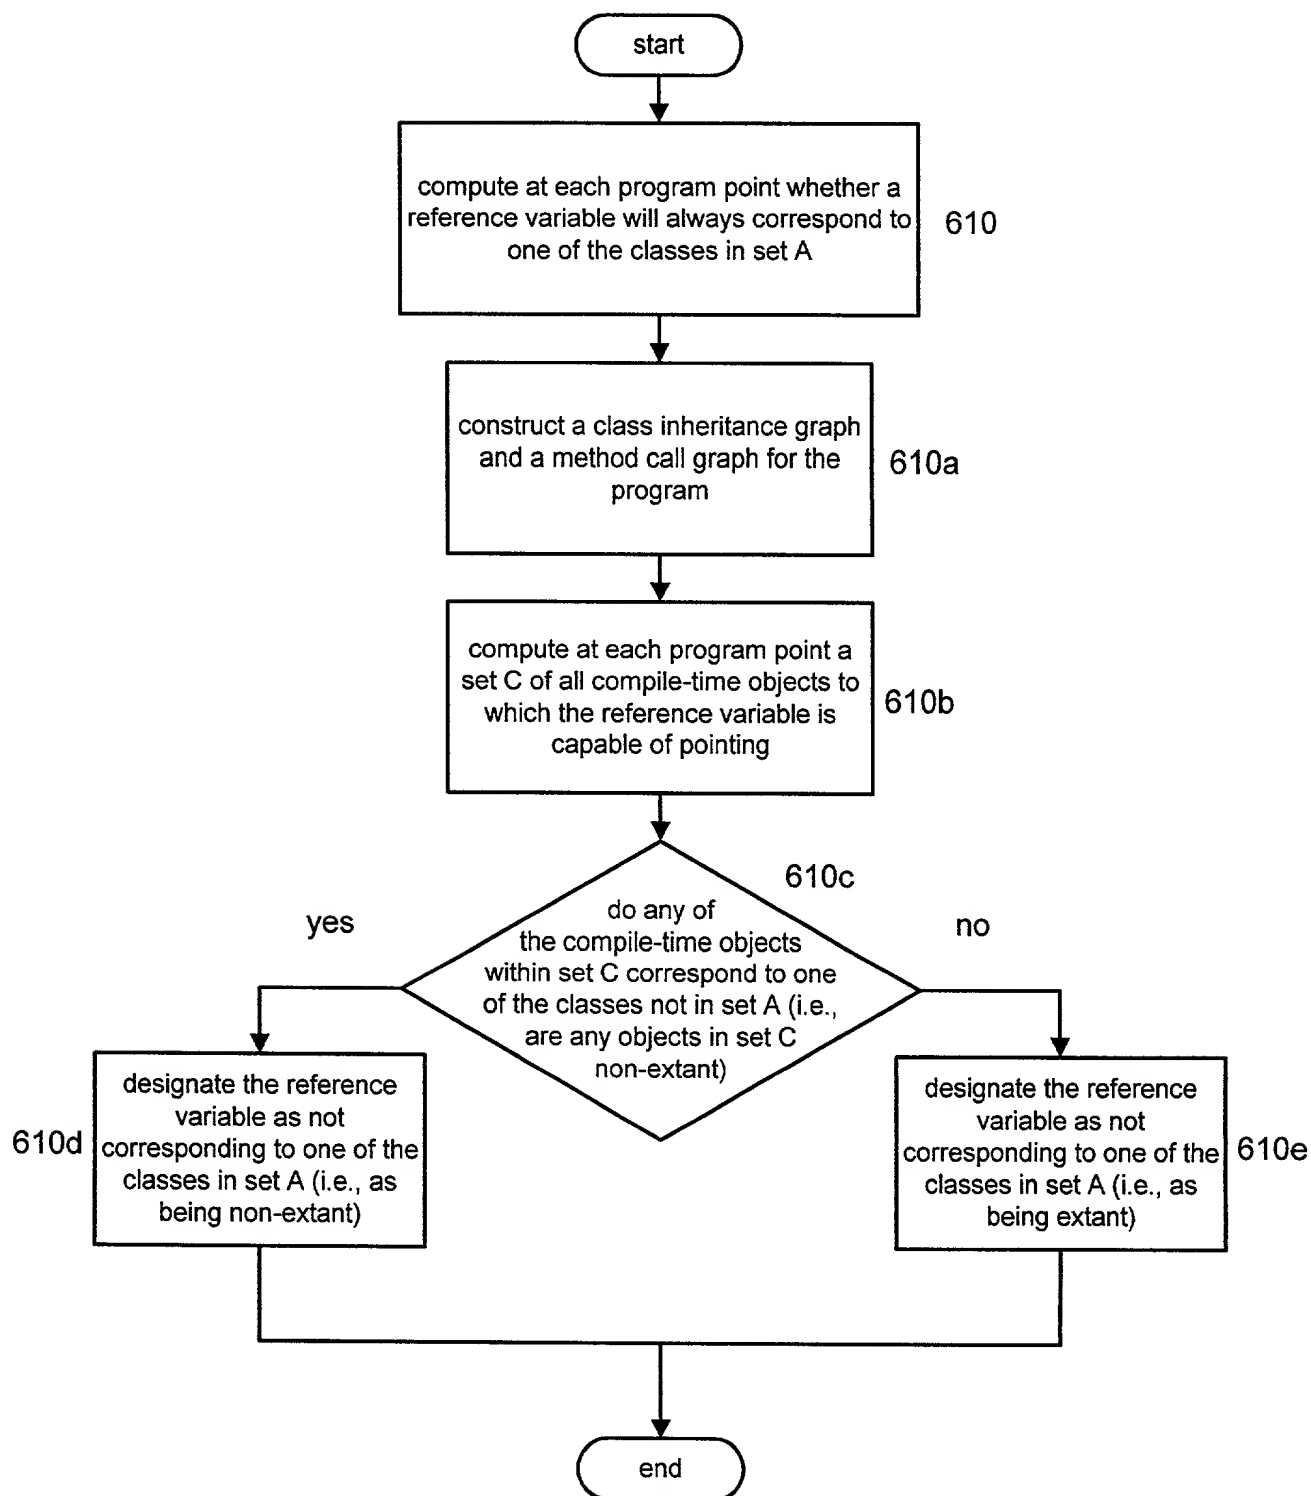 start
compute at each program point whether a
reference variable will always correspond to
one of the classes in set A
610
construct a class inheritance graph
and a method call graph for the
program
610a
compute at each program point a
set C of all compile-time objects to
which the reference variable is
capable of pointing
610b
610c
do any of
the compile-time objects
within set C correspond to one
of the classes not in set A (i.e.,
are any objects in set C
non-extant)
yes
no
designate the reference
variable as not
corresponding to one of the
classes in set A (i.e., as
being non-extant)
610d
designate the reference
variable as not
corresponding to one of the
classes in set A (i.e., as
being extant)
610e
end